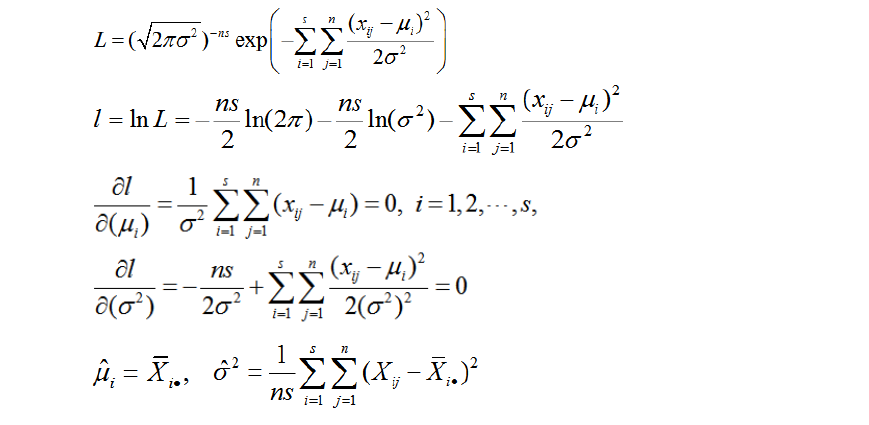 L = (√(2πσ²))^{-ns} exp(-∑_{i=1}^{s} ∑_{j=1}^{n} (x_{ij} - μ_i)² / 2σ²)
l = ln L = -ns/2 ln(2π) - ns/2 ln(σ²) - ∑_{i=1}^{s} ∑_{j=1}^{n} (x_{ij} - μ_i)² / 2σ²
∂l/∂(μ_i) = 1/σ² ∑_{i=1}^{s} ∑_{j=1}^{n} (x_{ij} - μ_i) = 0, i = 1, 2, ⋯, s,
∂l/∂(σ²) = -ns/2σ² + ∑_{i=1}^{s} ∑_{j=1}^{n} (x_{ij} - μ_i)² / 2(σ²)² = 0
μ̂_i = X̄_{i•}, σ̂² = 1/ns ∑_{i=1}^{s} ∑_{j=1}^{n} (X_{ij} - X̄_{i•})²